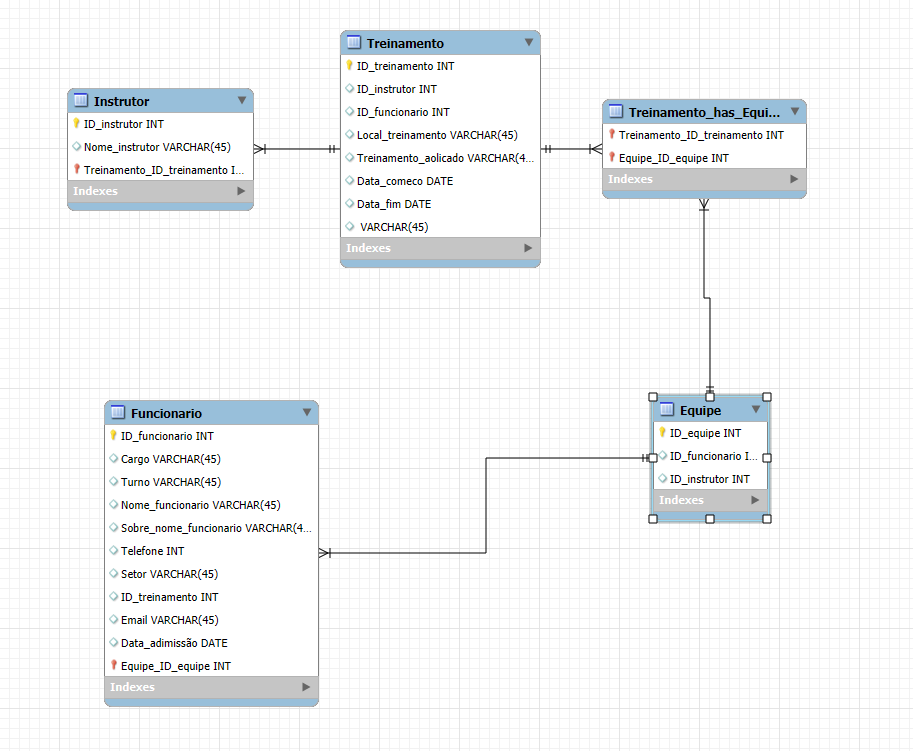 Treinamento
ID_treinamento INT
ID_instrutor INT
ID_funcionario INT
Local_treinamento VARCHAR(45)
Treinamento_aolicado VARCHAR(4...
Data_comeco DATE
Data_fim DATE
VARCHAR(45)
Indexes
Instrutor
ID_instrutor INT
Nome_instrutor VARCHAR(45)
Treinamento_ID_treinamento I...
Indexes
Treinamento_has_Equi...
Treinamento_ID_treinamento INT
Equipe_ID_equipe INT
Indexes
Funcionario
ID_funcionario INT
Cargo VARCHAR(45)
Turno VARCHAR(45)
Nome_funcionario VARCHAR(45)
Sobre_nome_funcionario VARCHAR(4...
Telefone INT
Setor VARCHAR(45)
ID_treinamento INT
Email VARCHAR(45)
Data_adimissão DATE
Equipe_ID_equipe INT
Indexes
Equipe
ID_equipe INT
ID_funcionario I...
ID_instrutor INT
Indexes